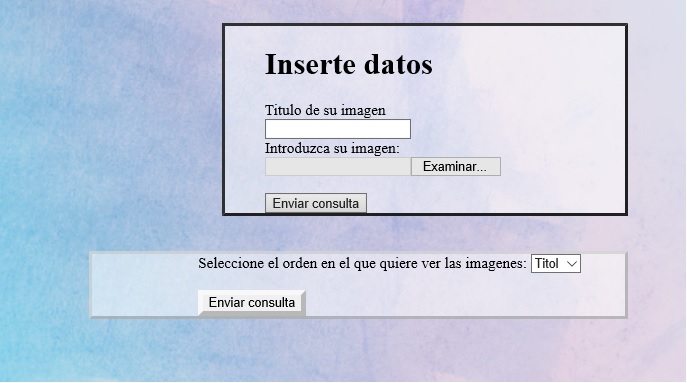 Inserte datos
Titulo de su imagen
Introduzca su imagen:
Examinar...
Enviar consulta
Seleccione el orden en el que quiere ver las imagenes: Titol
Enviar consulta